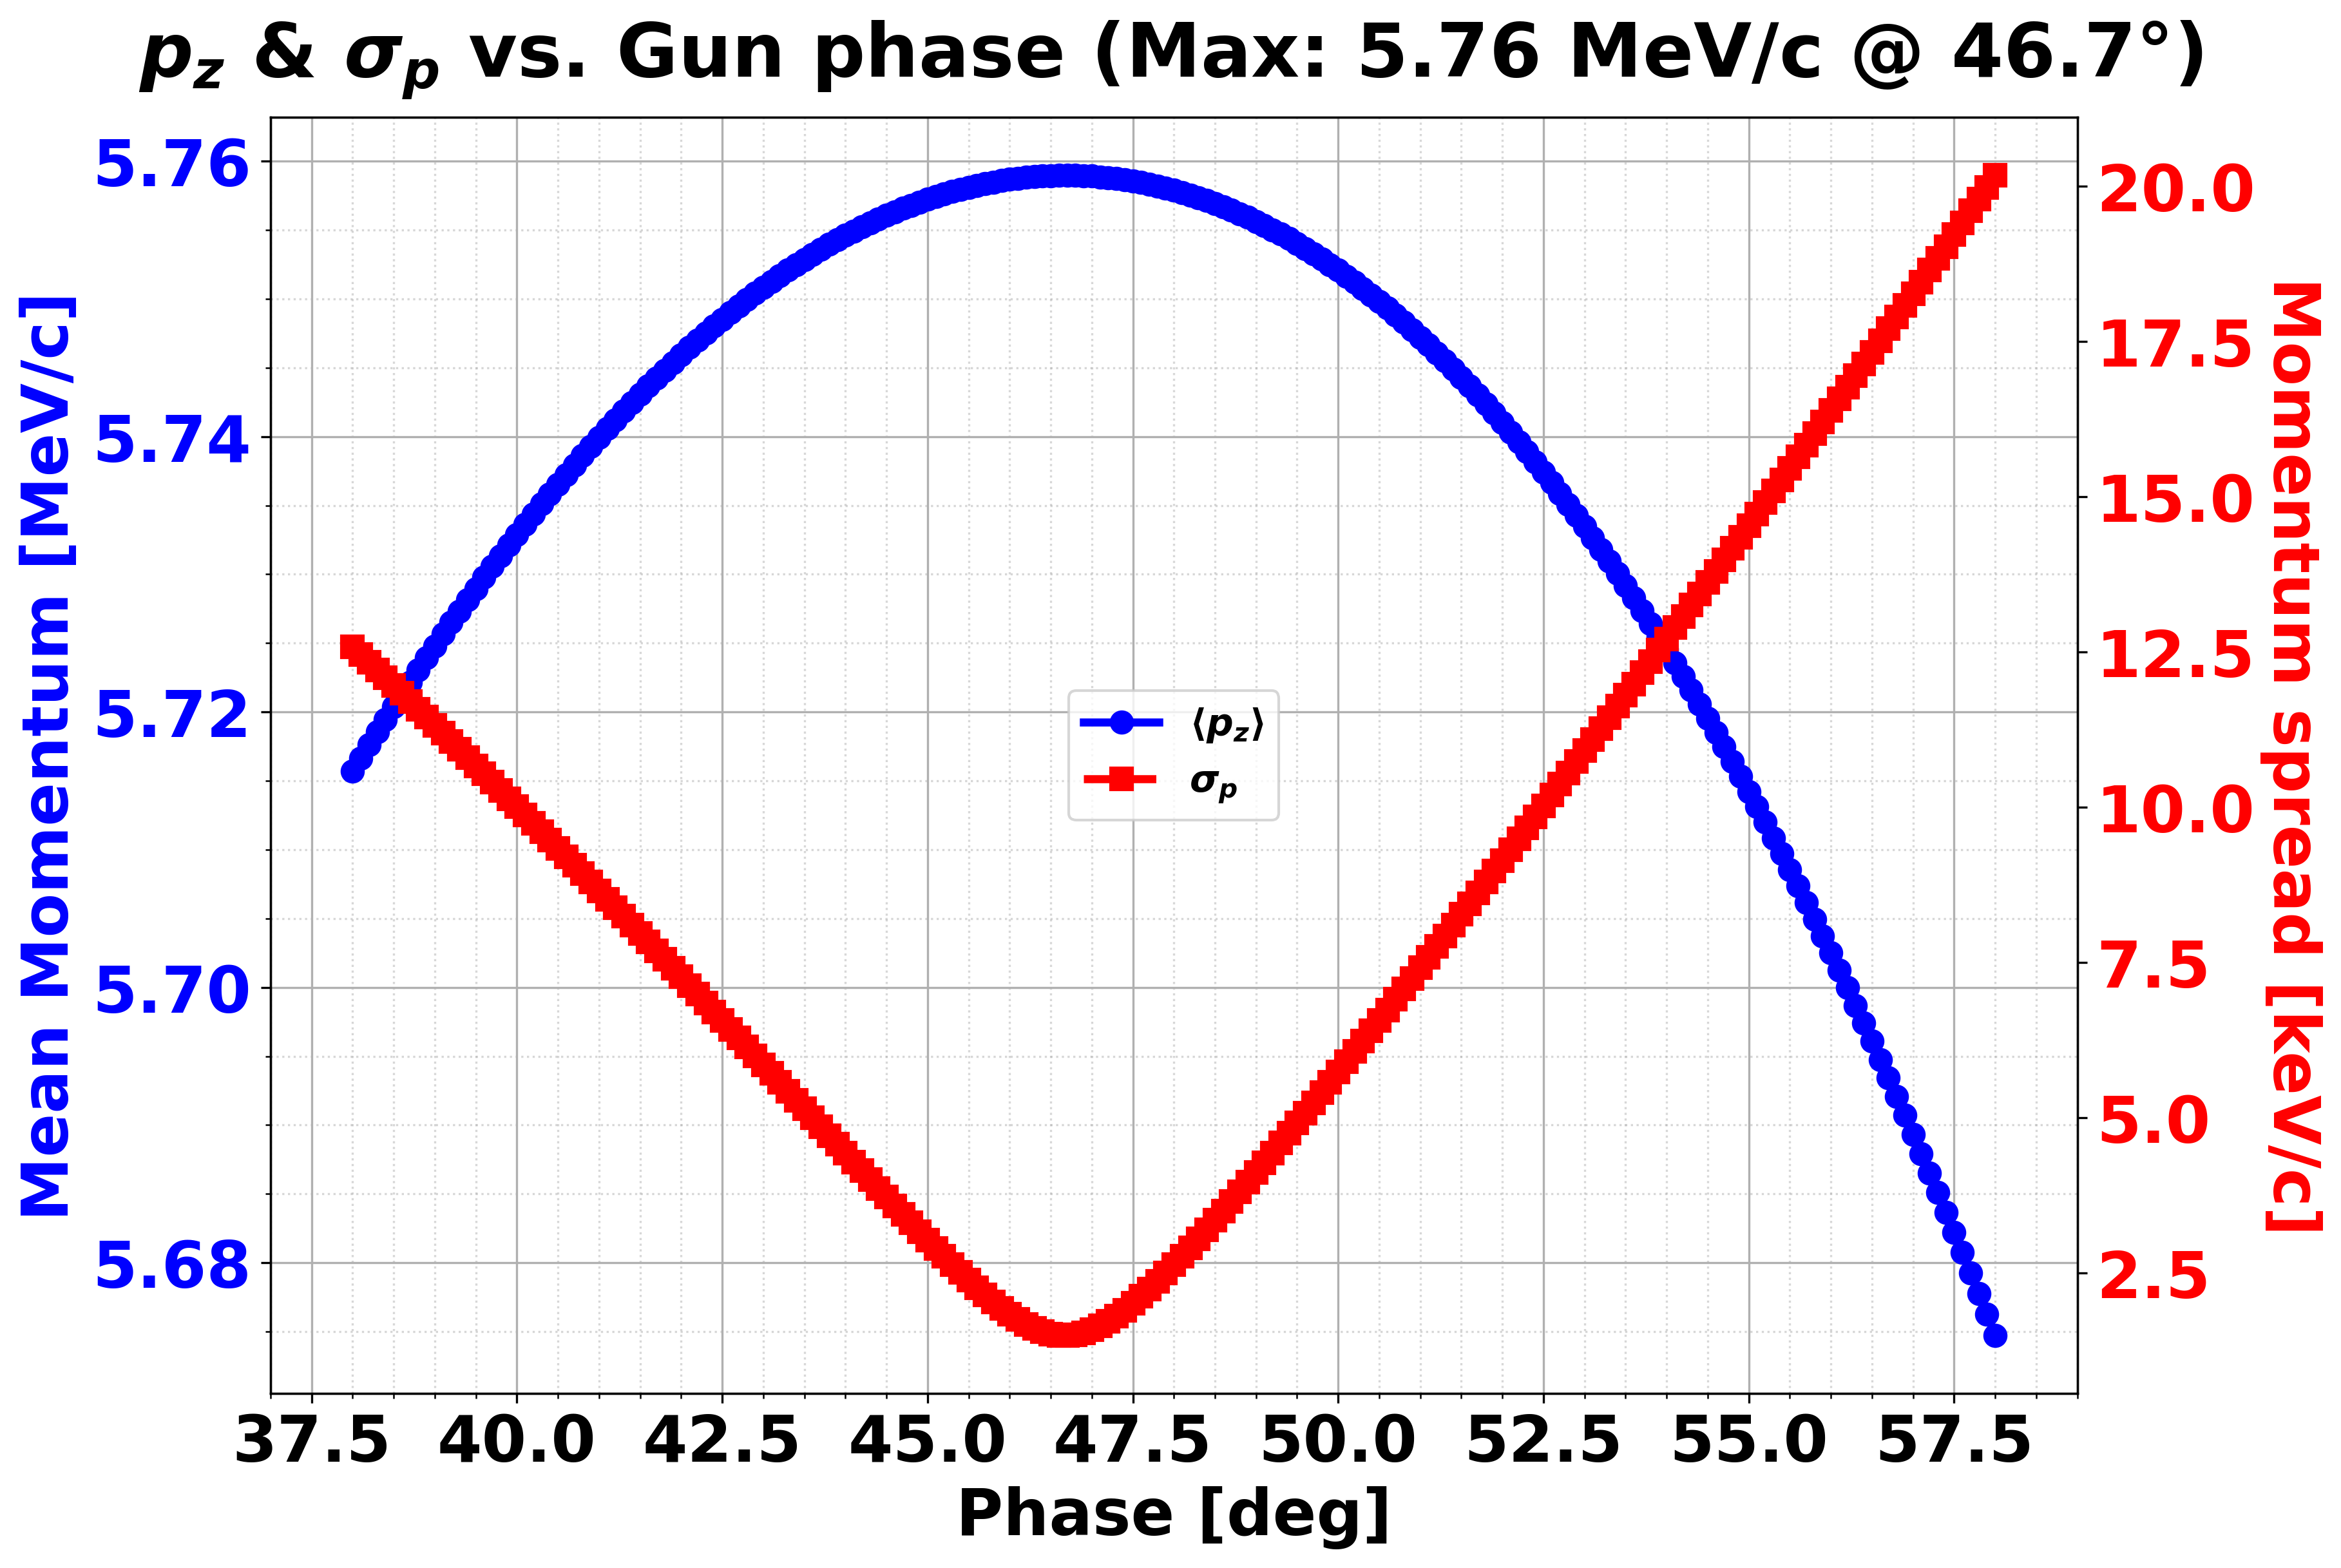 p_z & σ_p vs. Gun phase (Max: 5.76 MeV/c @ 46.7°)
Mean Momentum [MeV/c]
5.76
5.74
5.72
5.70
5.68
⟨p_z⟩
σ_p
20.0
17.5
15.0
12.5
10.0
7.5
5.0
2.5
Momentum spread [keV/c]
37.5 40.0 42.5 45.0 47.5 50.0 52.5 55.0 57.5
Phase [deg]